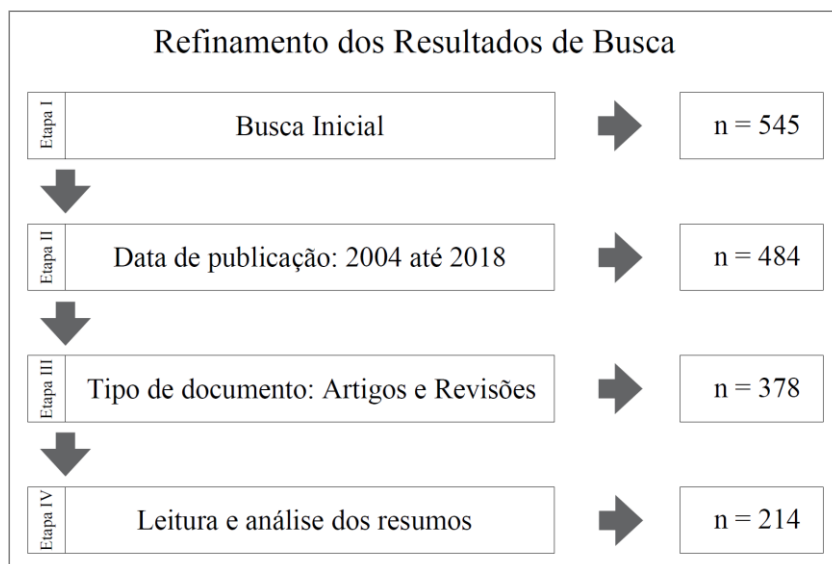 Refinamento dos Resultados de Busca
Etapa I
Busca Inicial
n = 545
Etapa II
Data de publicação: 2004 até 2018
n = 484
Etapa III
Tipo de documento: Artigos e Revisões
n = 378
Etapa IV
Leitura e análise dos resumos
n = 214